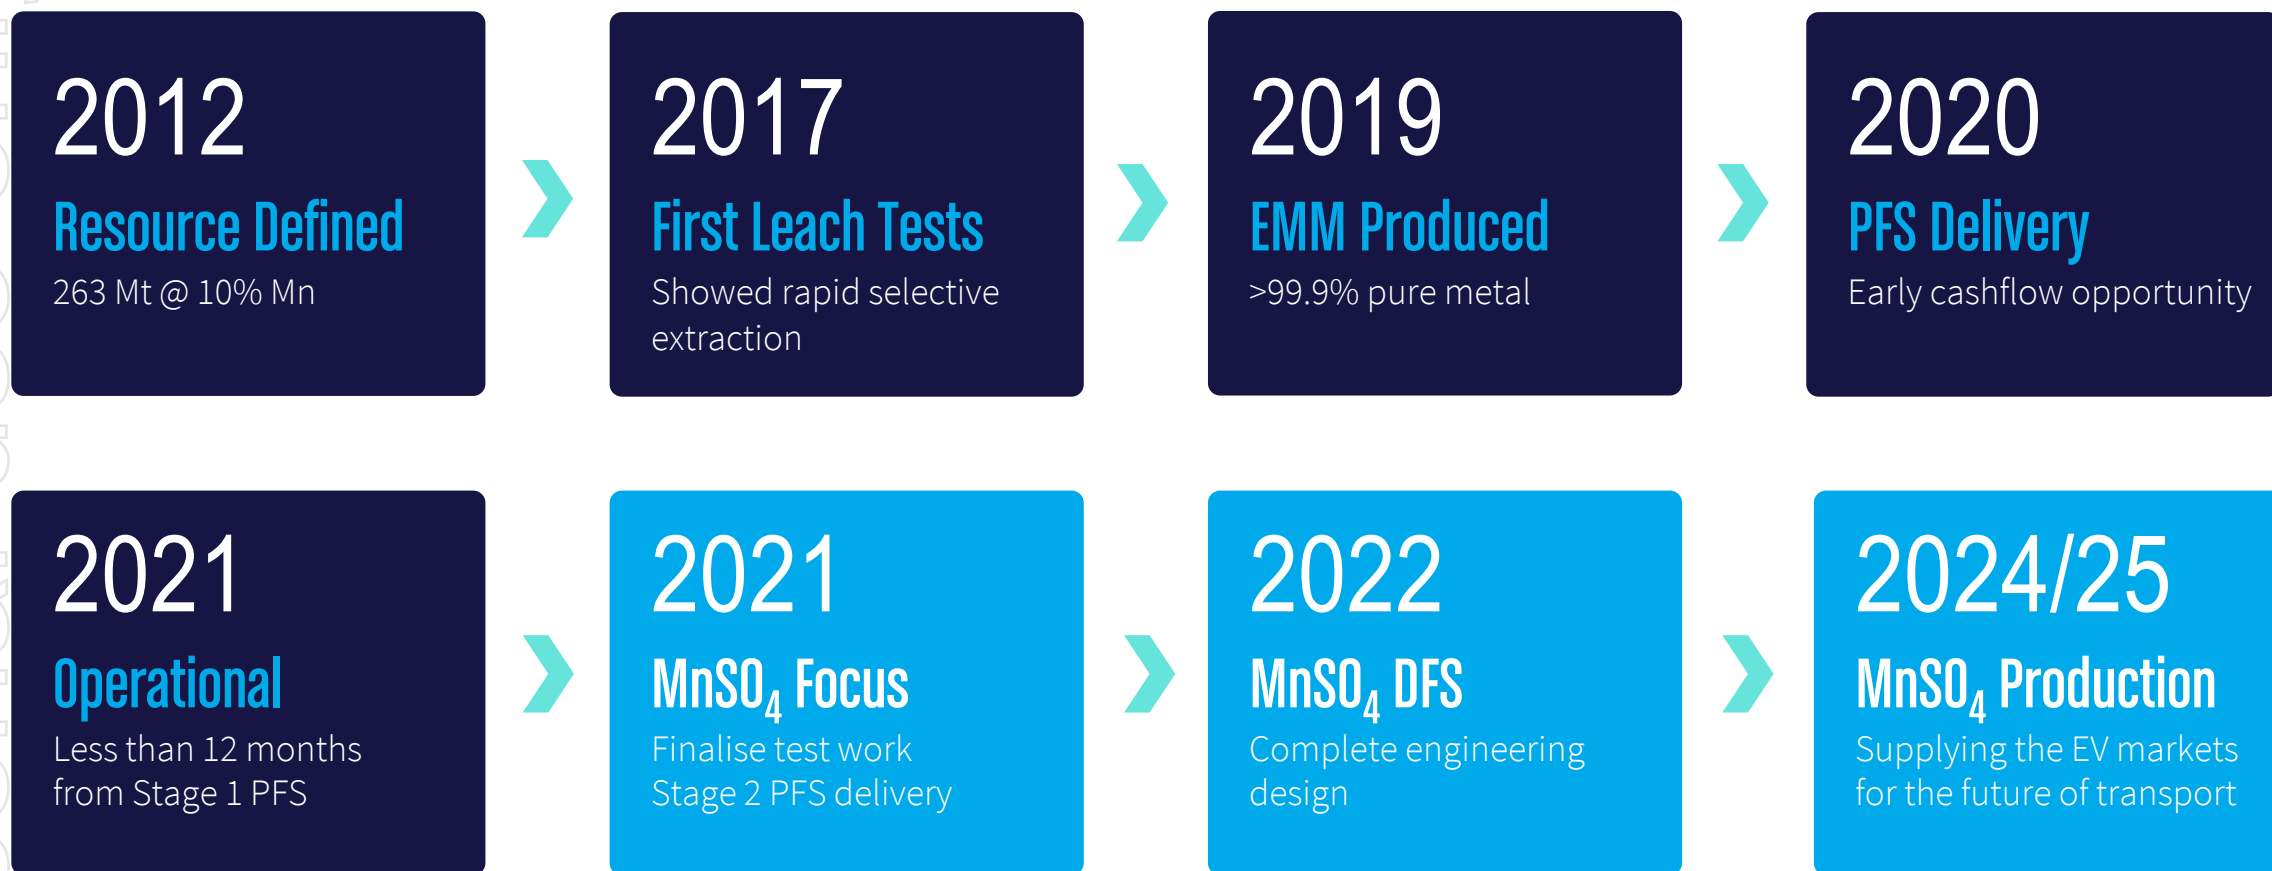 2012
Resource Defined
263 Mt @ 10% Mn
2017
First Leach Tests
Showed rapid selective
extraction
2019
EMM Produced
>99.9% pure metal
2020
PFS Delivery
Early cashflow opportunity
2021
Operational
Less than 12 months
from Stage 1 PFS
2021
MnSO₄ Focus
Finalise test work
Stage 2 PFS delivery
2022
MnSO₄ DFS
Complete engineering
design
2024/25
MnSO₄ Production
Supplying the EV markets
for the future of transport